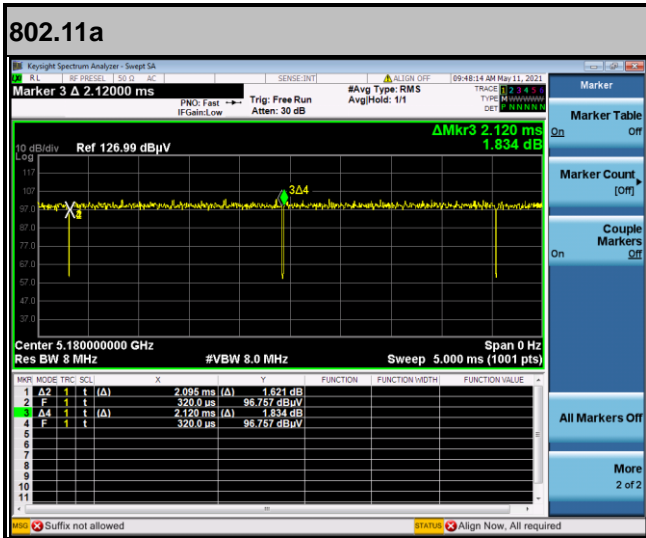 802.11a
Keysight Spectrum Analyzer - Swept SA
RL RF PRESEL 50 Ω AC SENSE:INT ALIGN OFF 09:48:14 AM May 11, 2021
Marker 3 Δ 2.12000 ms
PNO: Fast
IFGain:Low
Trig: Free Run
Atten: 30 dB
#Avg Type: RMS
Avg|Hold: 1/1
TRACE 1 2 3 4 5 6
TYPE MWWWWW
DET P NNNNN
ΔMkr3 2.120 ms
1.834 dB
10 dB/div Ref 126.99 dBµV
Log
117
107
97.0
87.0
77.0
67.0
57.0
47.0
37.0
3Δ4
Center 5.180000000 GHz Span 0 Hz
Res BW 8 MHz #VBW 8.0 MHz Sweep 5.000 ms (1001 pts)
MKR MODE TRC SCL X Y FUNCTION FUNCTION WIDTH FUNCTION VALUE
1 Δ2 1 t (Δ) 2.095 ms (Δ) 1.621 dB
2 F 1 t 320.0 µs 96.757 dBµV
3 Δ4 1 t (Δ) 2.120 ms (Δ) 1.834 dB
4 F 1 t 320.0 µs 96.757 dBµV
5
6
7
8
9
10
11
MSG Suffix not allowed STATUS Align Now, All required
Marker
Marker Table
On Off
Marker Count
[Off]
Couple
Markers
On Off
All Markers Off
More
2 of 2